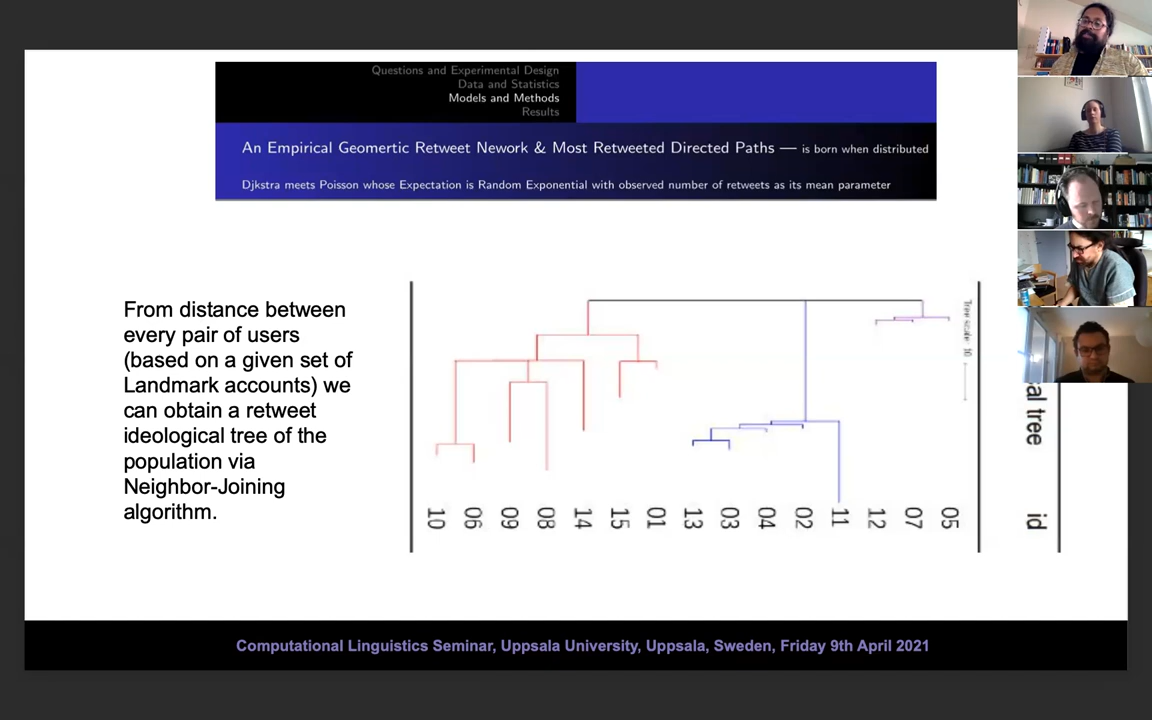 Questions and Experimental Design
Data and Statistics
Models and Methods
Results
An Empirical Geomertic Retweet Nework & Most Retweeted Directed Paths — is born when distributed
Djkstra meets Poisson whose Expectation is Random Exponential with observed number of retweets as its mean parameter
From distance between
every pair of users
(based on a given set of
Landmark accounts) we
can obtain a retweet
ideological tree of the
population via
Neighbor-Joining
algorithm.
Tree scale: 10
al tree
id
10 06 09 08 14 15 01 13 03 04 02 11 12 07 05
Computational Linguistics Seminar, Uppsala University, Uppsala, Sweden, Friday 9th April 2021